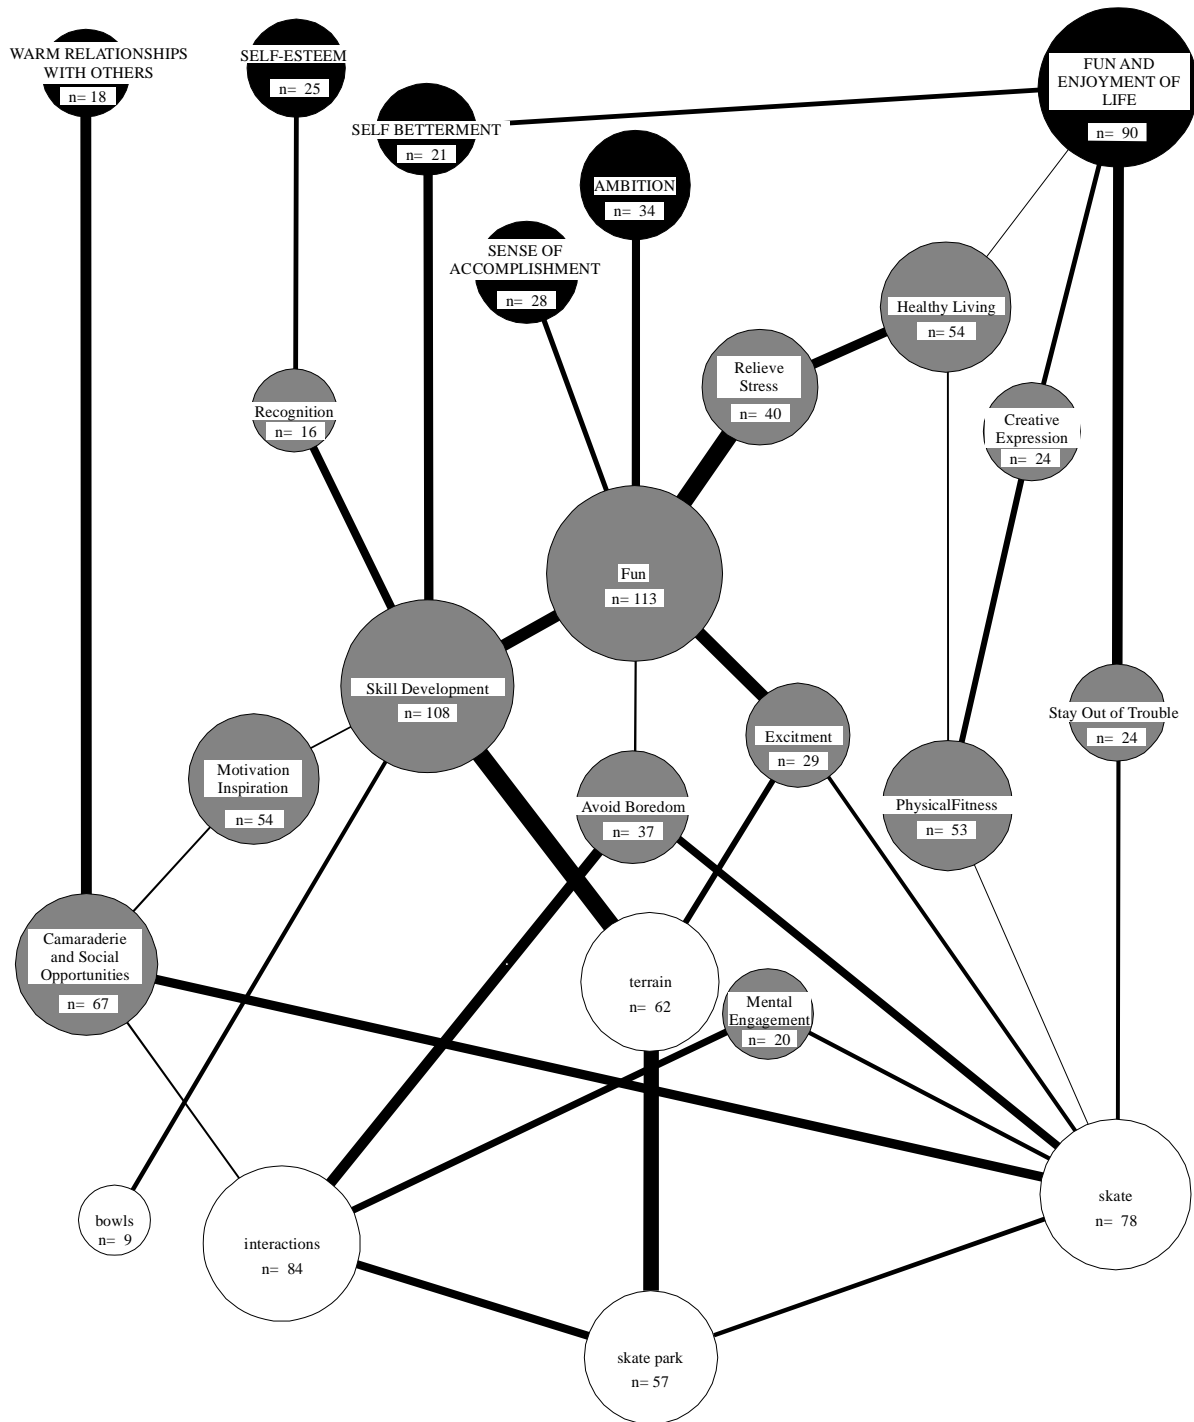 WARM RELATIONSHIPS
WITH OTHERS
n= 18
SELF-ESTEEM
n= 25
SELF BETTERMENT
n= 21
FUN AND
ENJOYMENT OF
LIFE
n= 90
AMBITION
n= 34
SENSE OF
ACCOMPLISHMENT
n= 28
Healthy Living
n= 54
Relieve
Stress
n= 40
Recognition
n= 16
Creative
Expression
n= 24
Fun
n= 113
Skill Development
n= 108
Stay Out of Trouble
n= 24
Excitment
n= 29
Motivation
Inspiration
n= 54
Avoid Boredom
n= 37
PhysicalFitness
n= 53
Camaraderie
and Social
Opportunities
n= 67
terrain
n= 62
Mental
Engagement
n= 20
bowls
n= 9
interactions
n= 84
skate
n= 78
skate park
n= 57